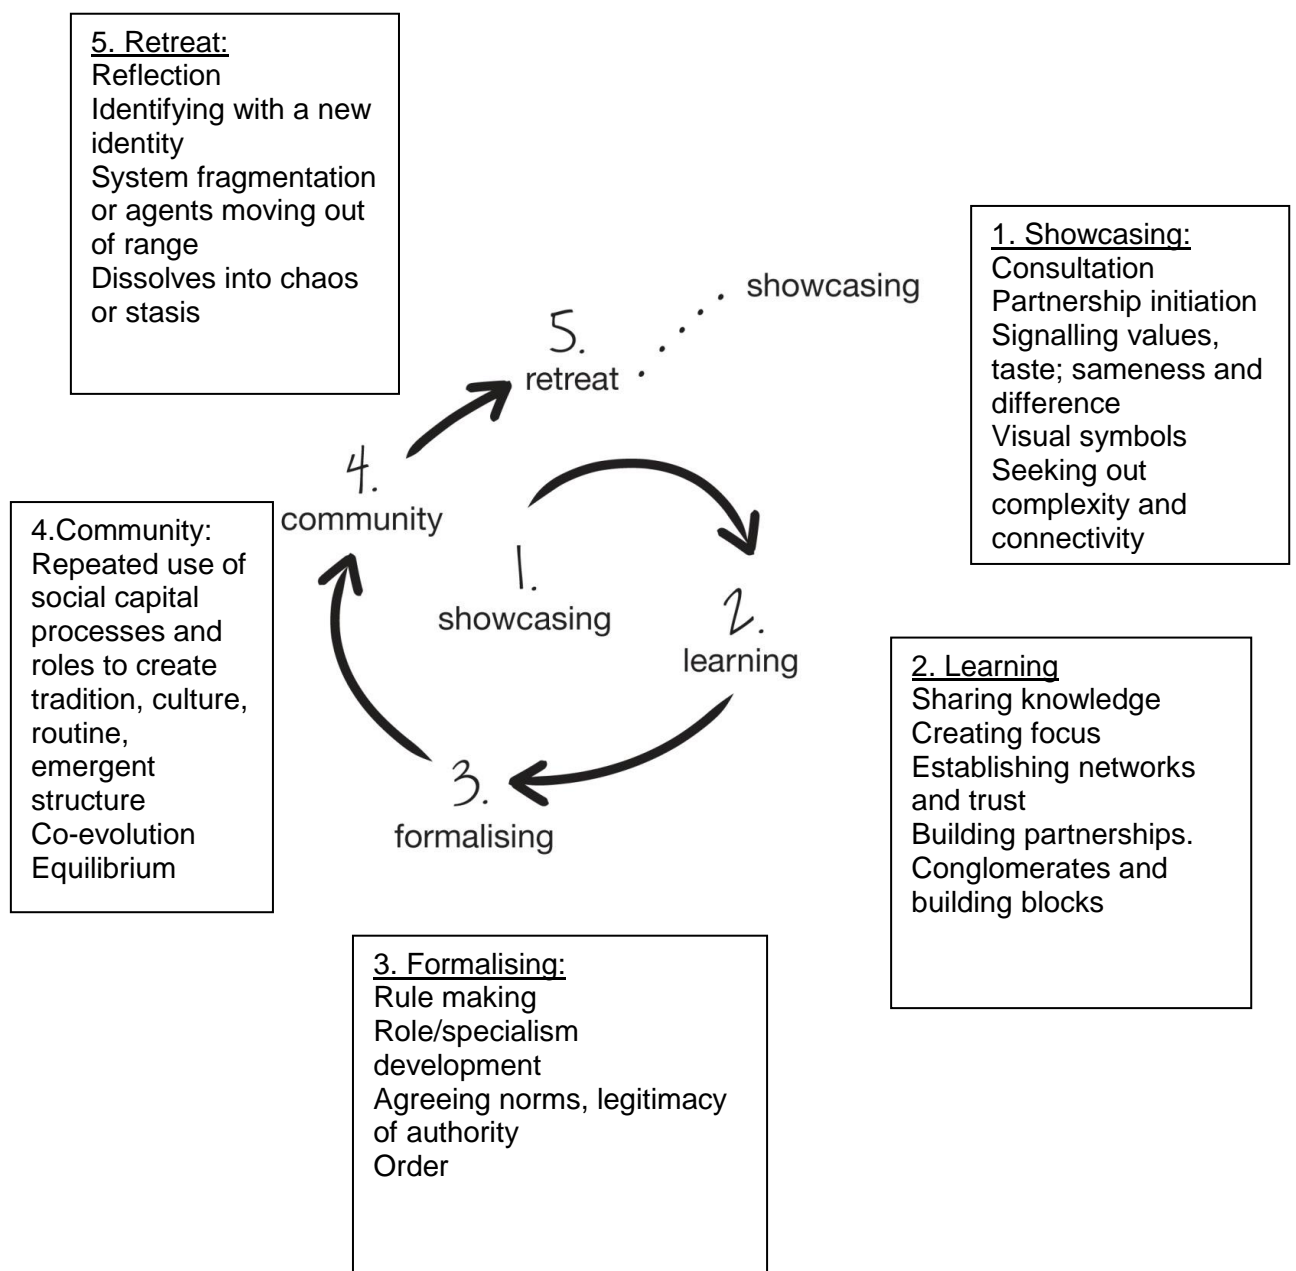 5. Retreat:
Reflection
Identifying with a new
identity
System fragmentation
or agents moving out
of range
Dissolves into chaos
or stasis
1. Showcasing:
Consultation
Partnership initiation
Signalling values,
taste; sameness and
difference
Visual symbols
Seeking out
complexity and
connectivity
showcasing
5.
retreat
4.
community
1.
showcasing
2.
learning
3.
formalising
4.Community:
Repeated use of
social capital
processes and
roles to create
tradition, culture,
routine,
emergent
structure
Co-evolution
Equilibrium
2. Learning
Sharing knowledge
Creating focus
Establishing networks
and trust
Building partnerships.
Conglomerates and
building blocks
3. Formalising:
Rule making
Role/specialism
development
Agreeing norms, legitimacy
of authority
Order